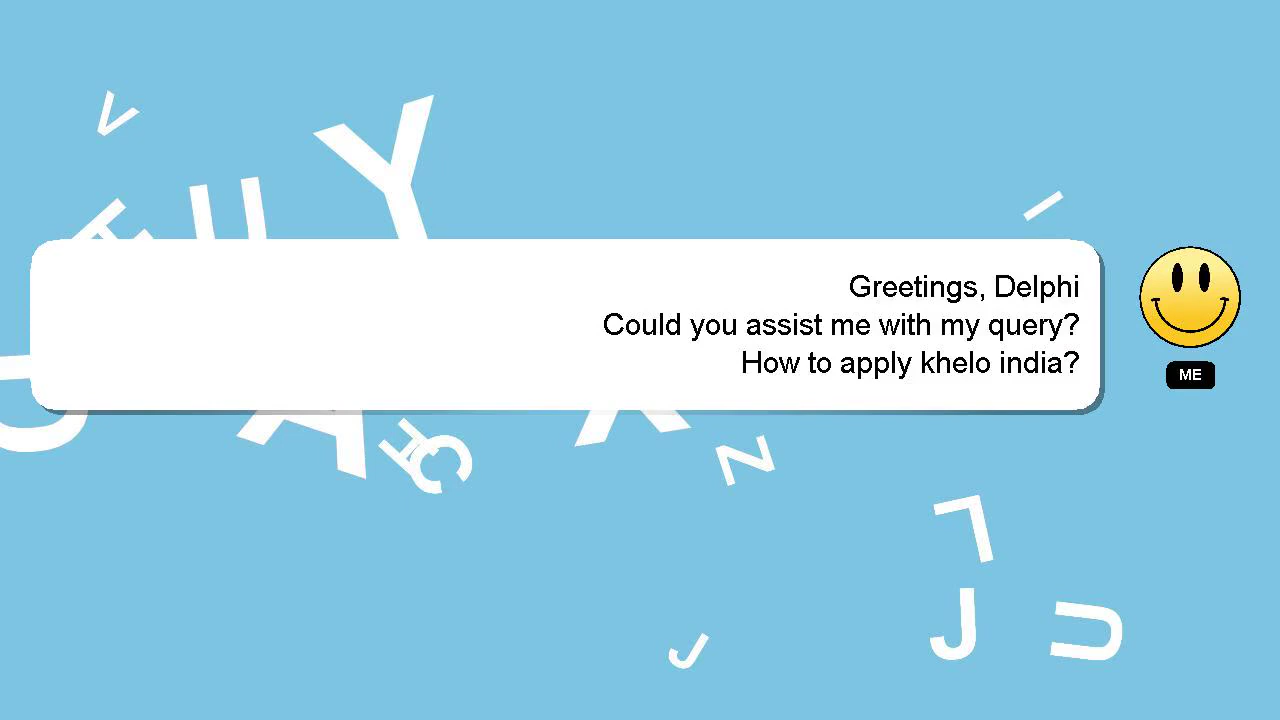 V
Y
I
H
U
Greetings, Delphi
Could you assist me with my query?
How to apply khelo india?
ME
J
A
H
C
X
N
L
J
U
J